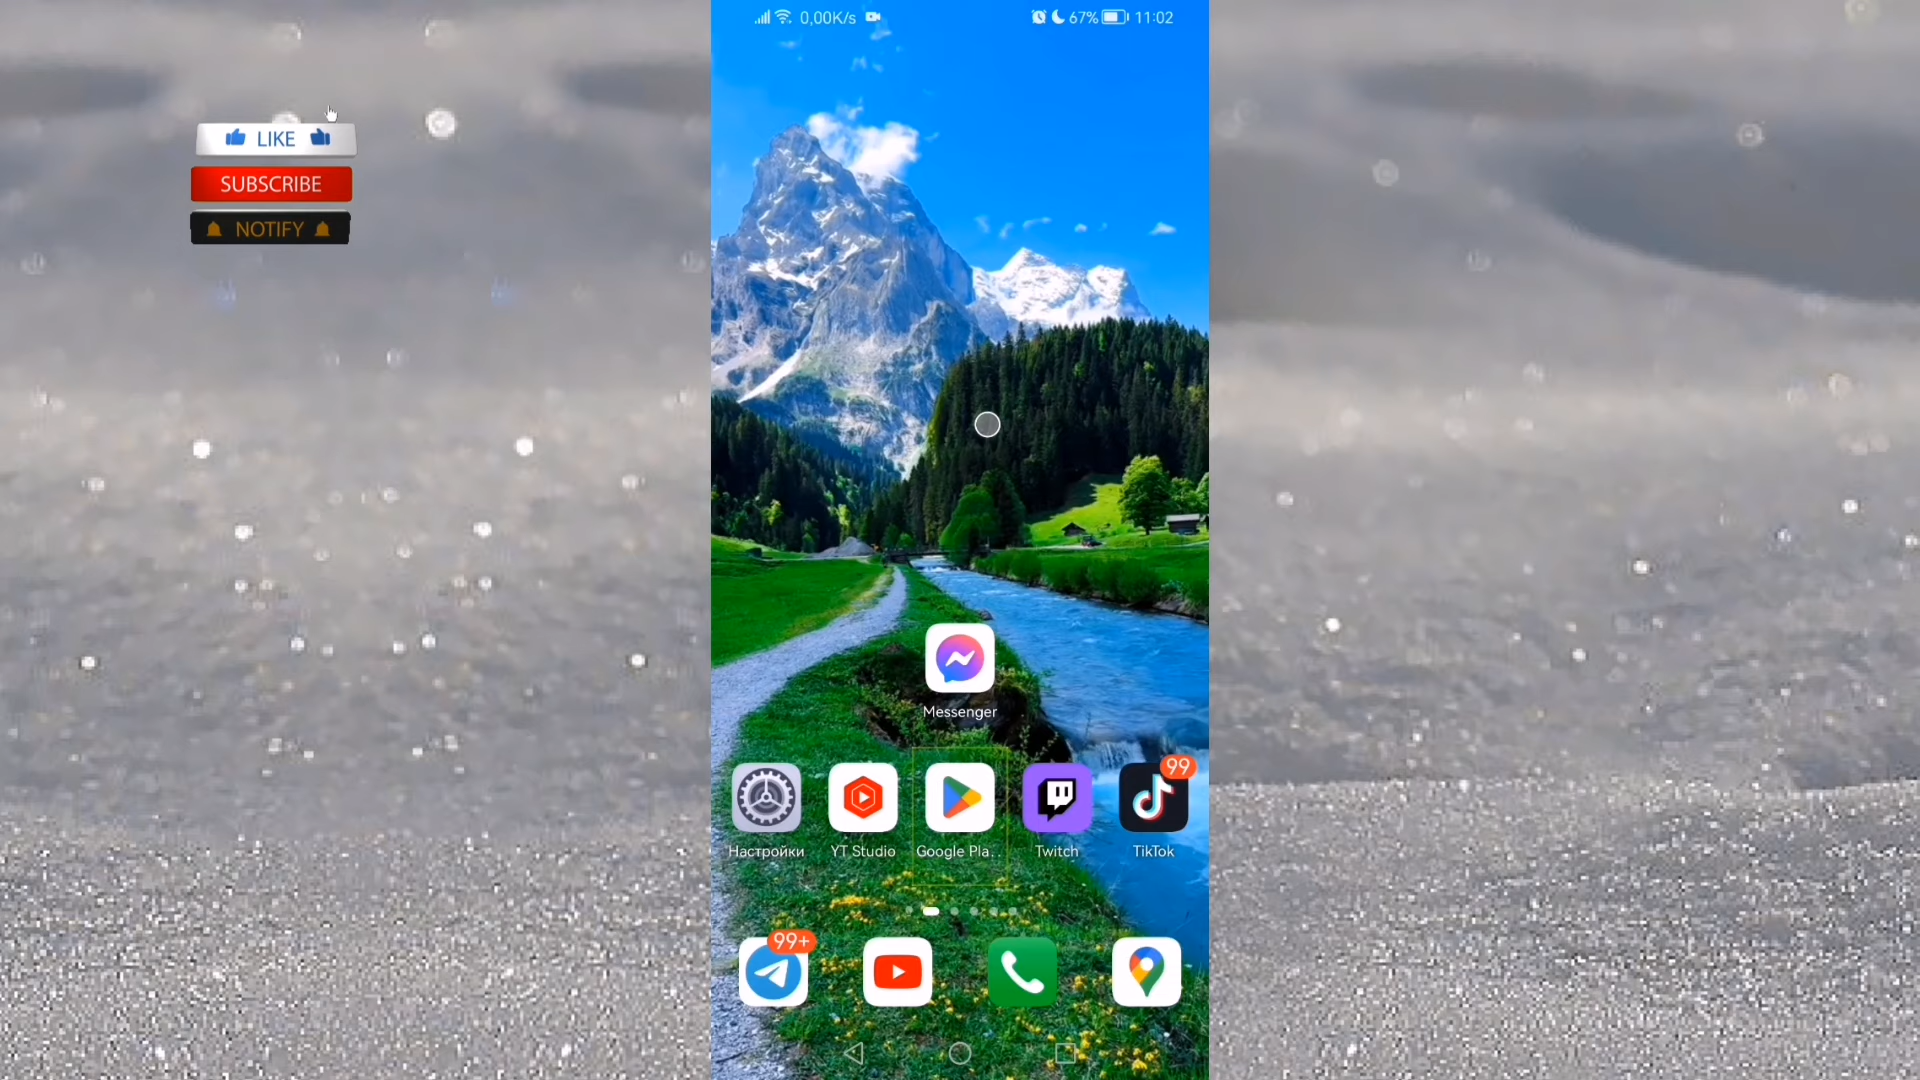 0,00K/s
67% 11:02
LIKE
SUBSCRIBE
NOTIFY
Messenger
99
Настройки
YT Studio
Google Pla..
Twitch
TikTok
99+